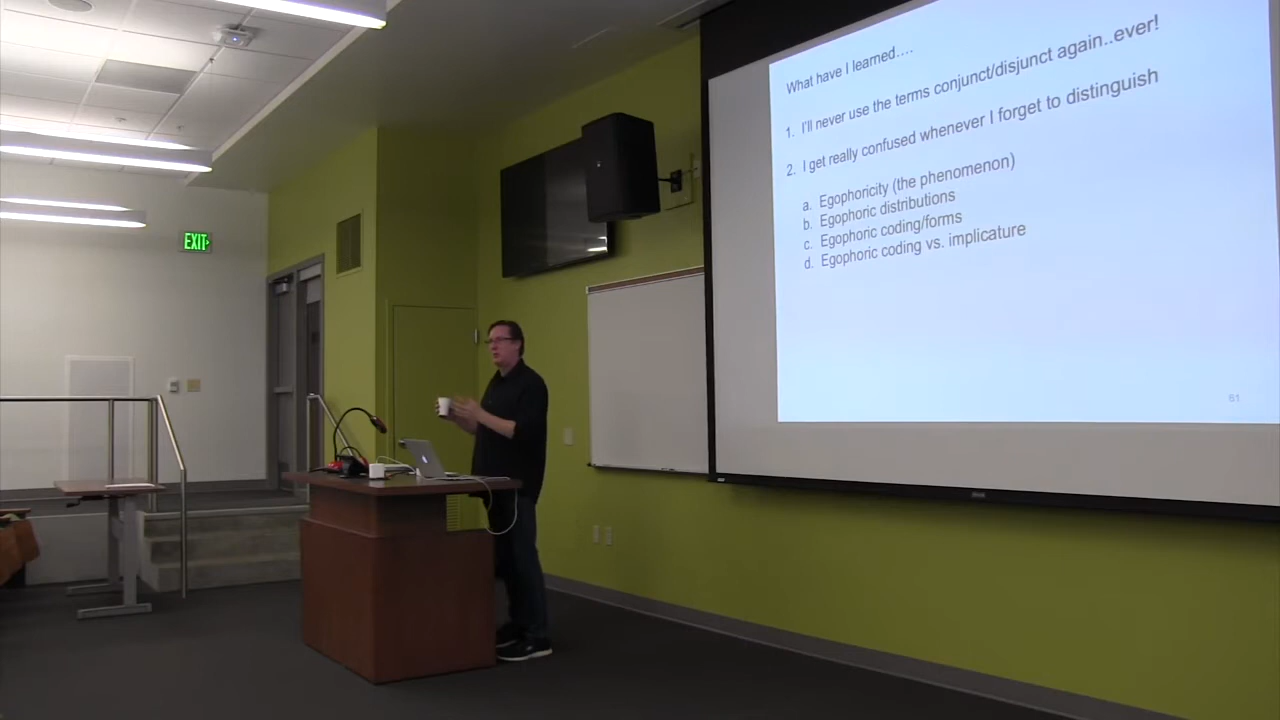 What have I learned....
1. I'll never use the terms conjunct/disjunct again..ever!
2. I get really confused whenever I forget to distinguish
a. Egophoricity (the phenomenon)
b. Egophoric distributions
c. Egophoric coding/forms
d. Egophoric coding vs. implicature
61
EXIT